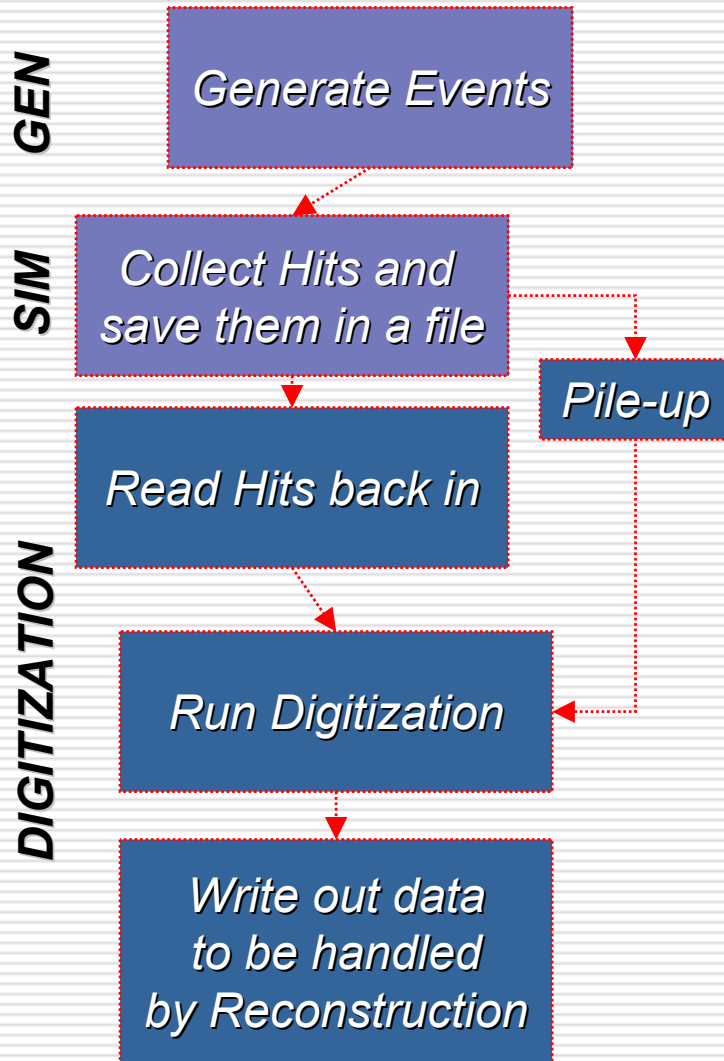 GEN
Generate Events
SIM
Collect Hits and
save them in a file
Pile-up
Read Hits back in
DIGITIZATION
Run Digitization
Write out data
to be handled
by Reconstruction